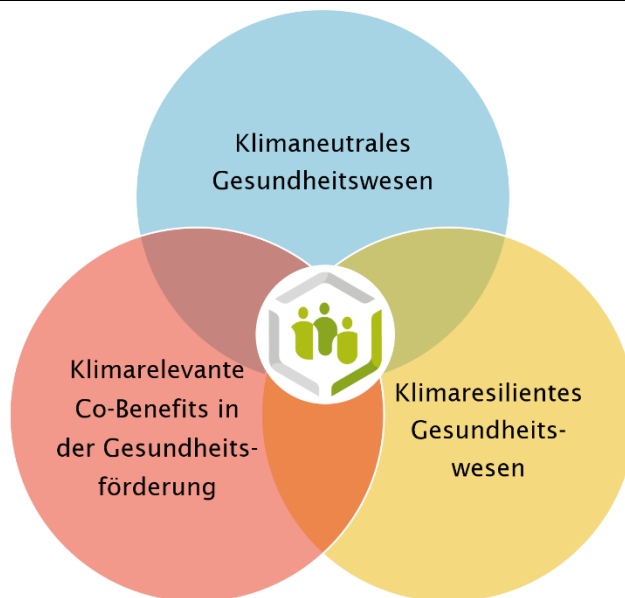 Klimaneutrales
Gesundheitswesen
Klimarelevante
Co-Benefits in
der Gesundheits-
förderung
Klimaresilientes
Gesundheits-
wesen